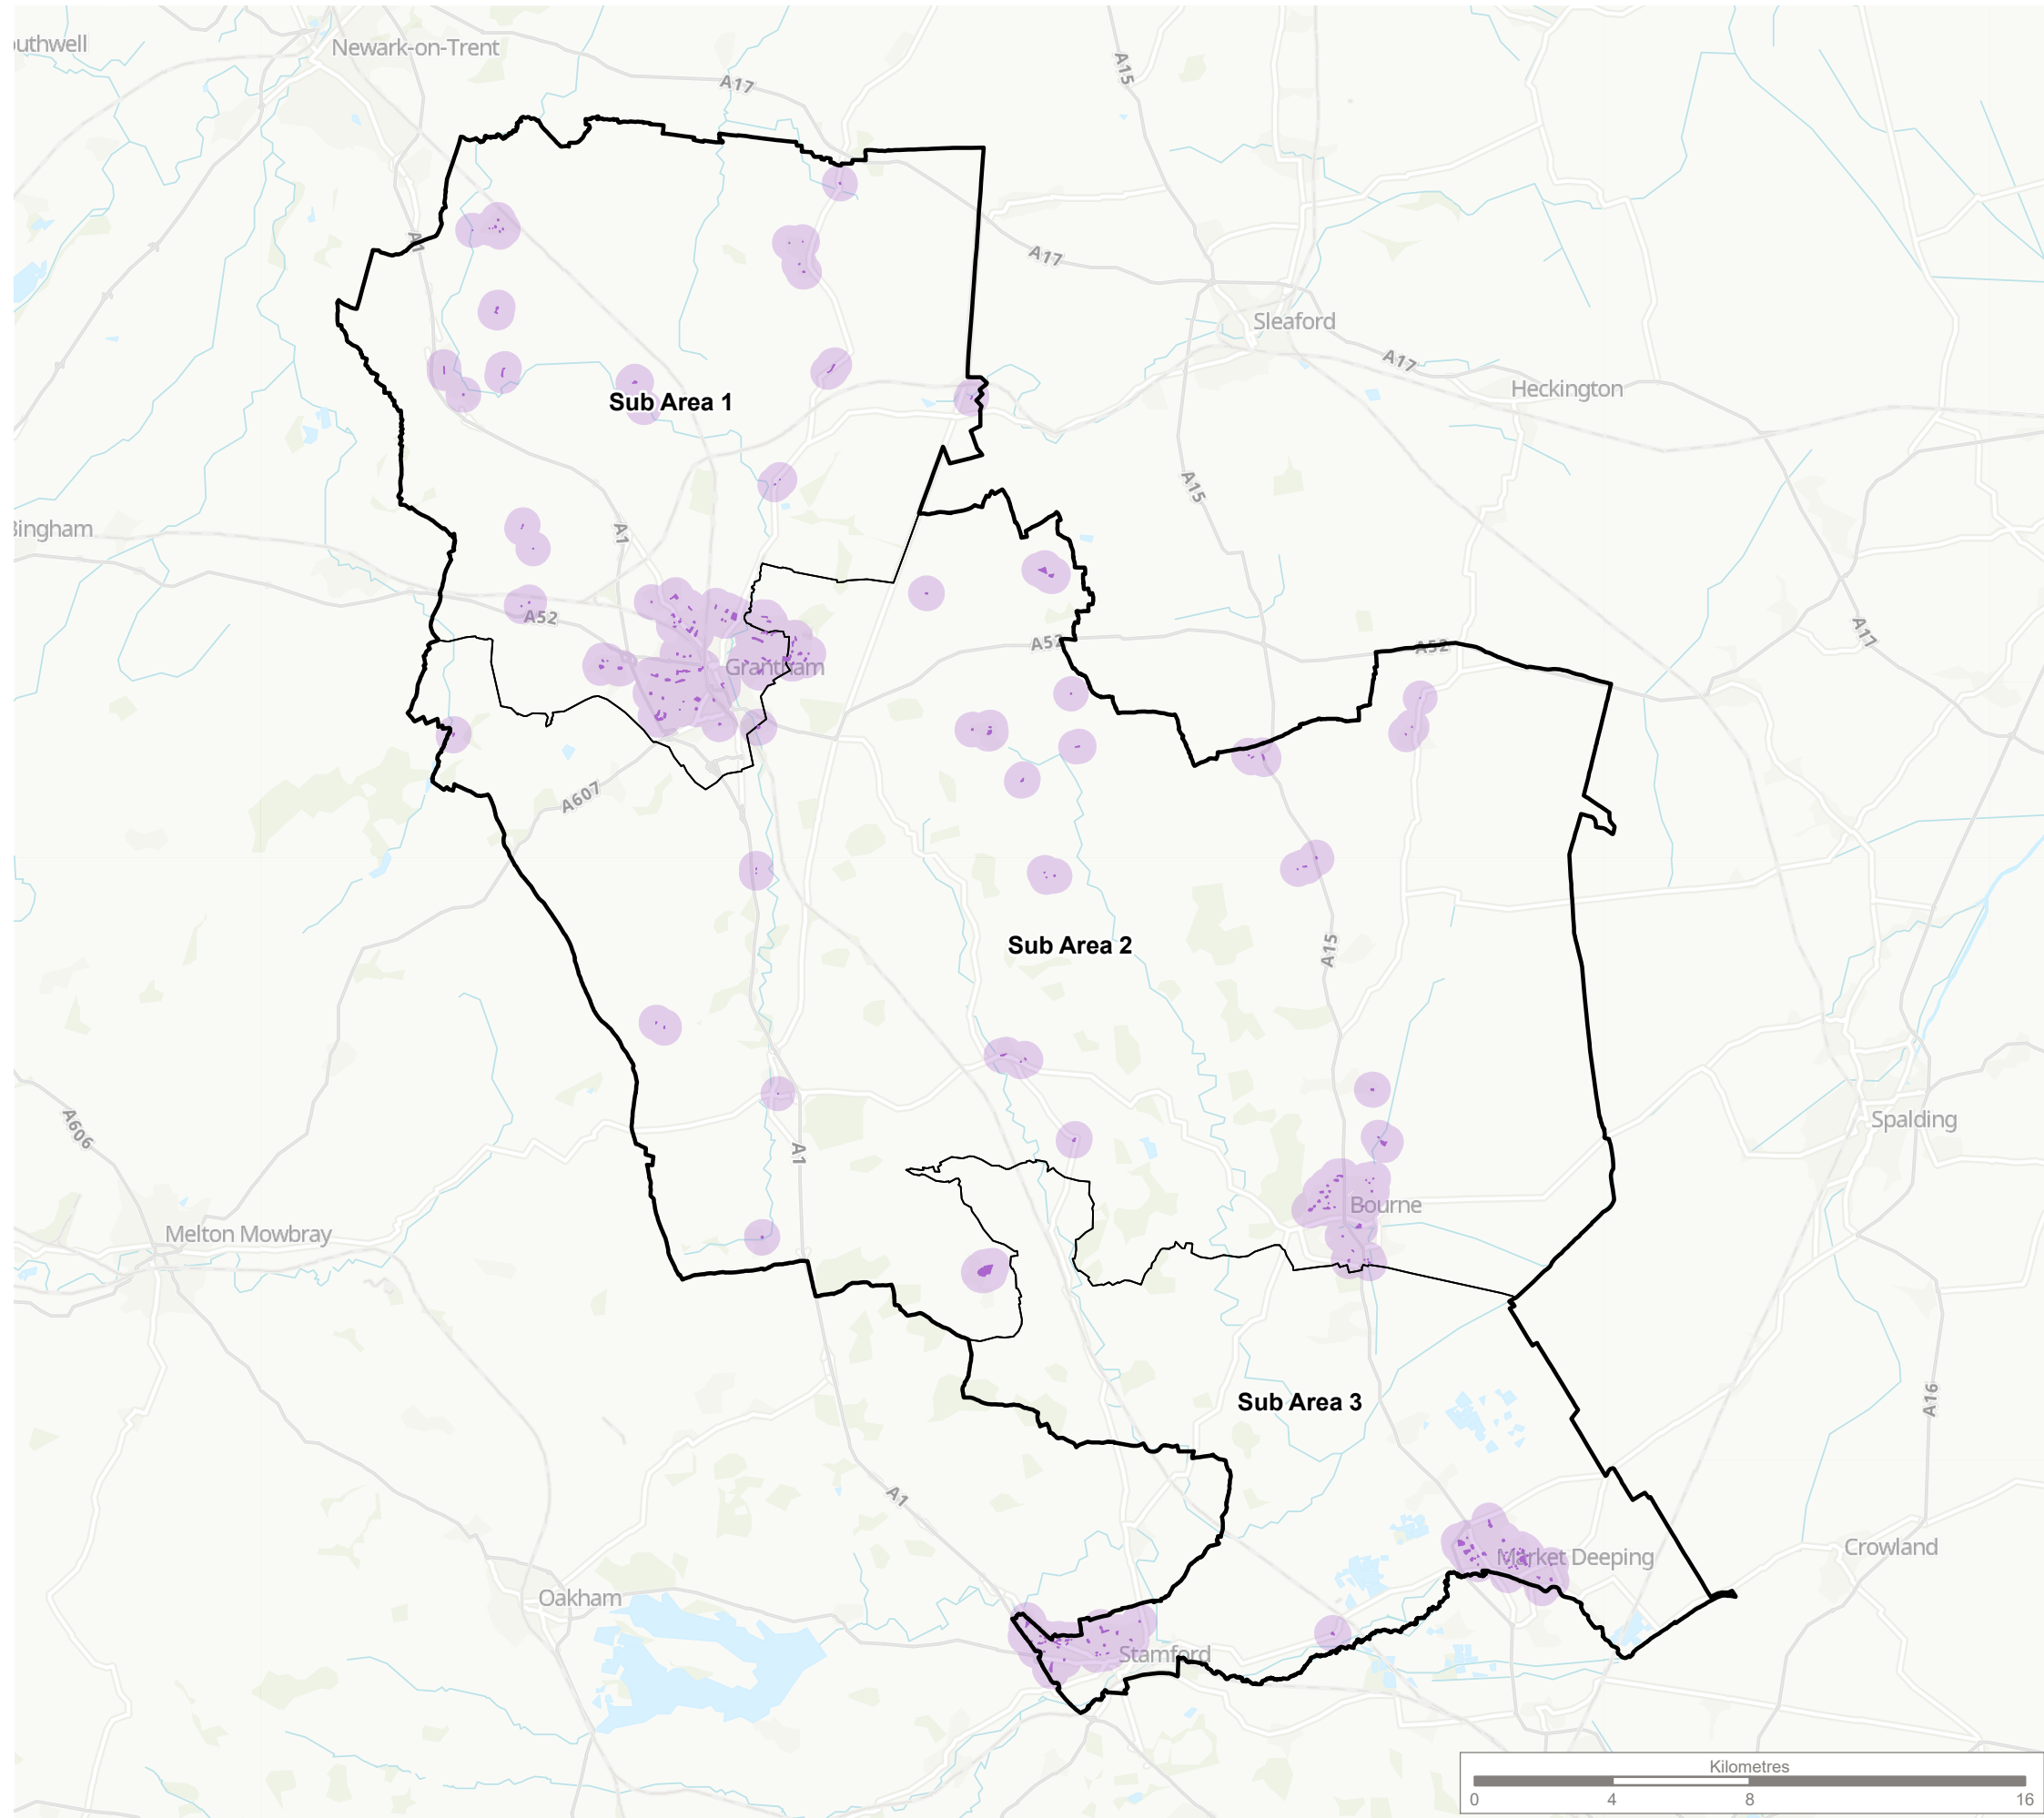 outhwell
Newark-on-Trent
A17
A15
A1
A17
Sleaford
A17
Heckington
Sub Area 1
A15
Bingham
A1
A52
A52
A52
A17
Grantham
A607
Sub Area 2
A15
A606
A1
Spalding
Bourne
Melton Mowbray
Sub Area 3
A16
A1
Market Deeping
Crowland
Oakham
Stamford
Kilometres
0 4 8 16